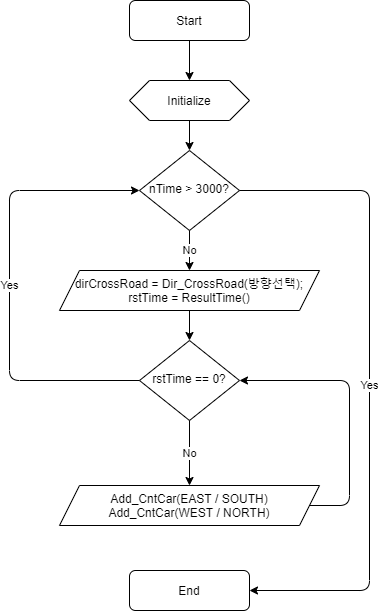 Start
Initialize
nTime > 3000?
No
dirCrossRoad = Dir_CrossRoad(방향선택);
rstTime = ResultTime()
Yes
rstTime == 0?
Yes
No
Add_CntCar(EAST / SOUTH)
Add_CntCar(WEST / NORTH)
End